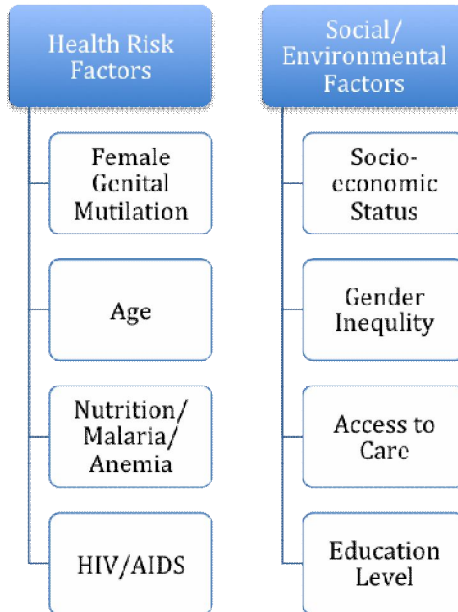 Health Risk
Factors
Female
Genital
Mutilation
Age
Nutrition/
Malaria/
Anemia
HIV/AIDS
Social/
Environmental
Factors
Socio-
economic
Status
Gender
Inequlity
Access to
Care
Education
Level